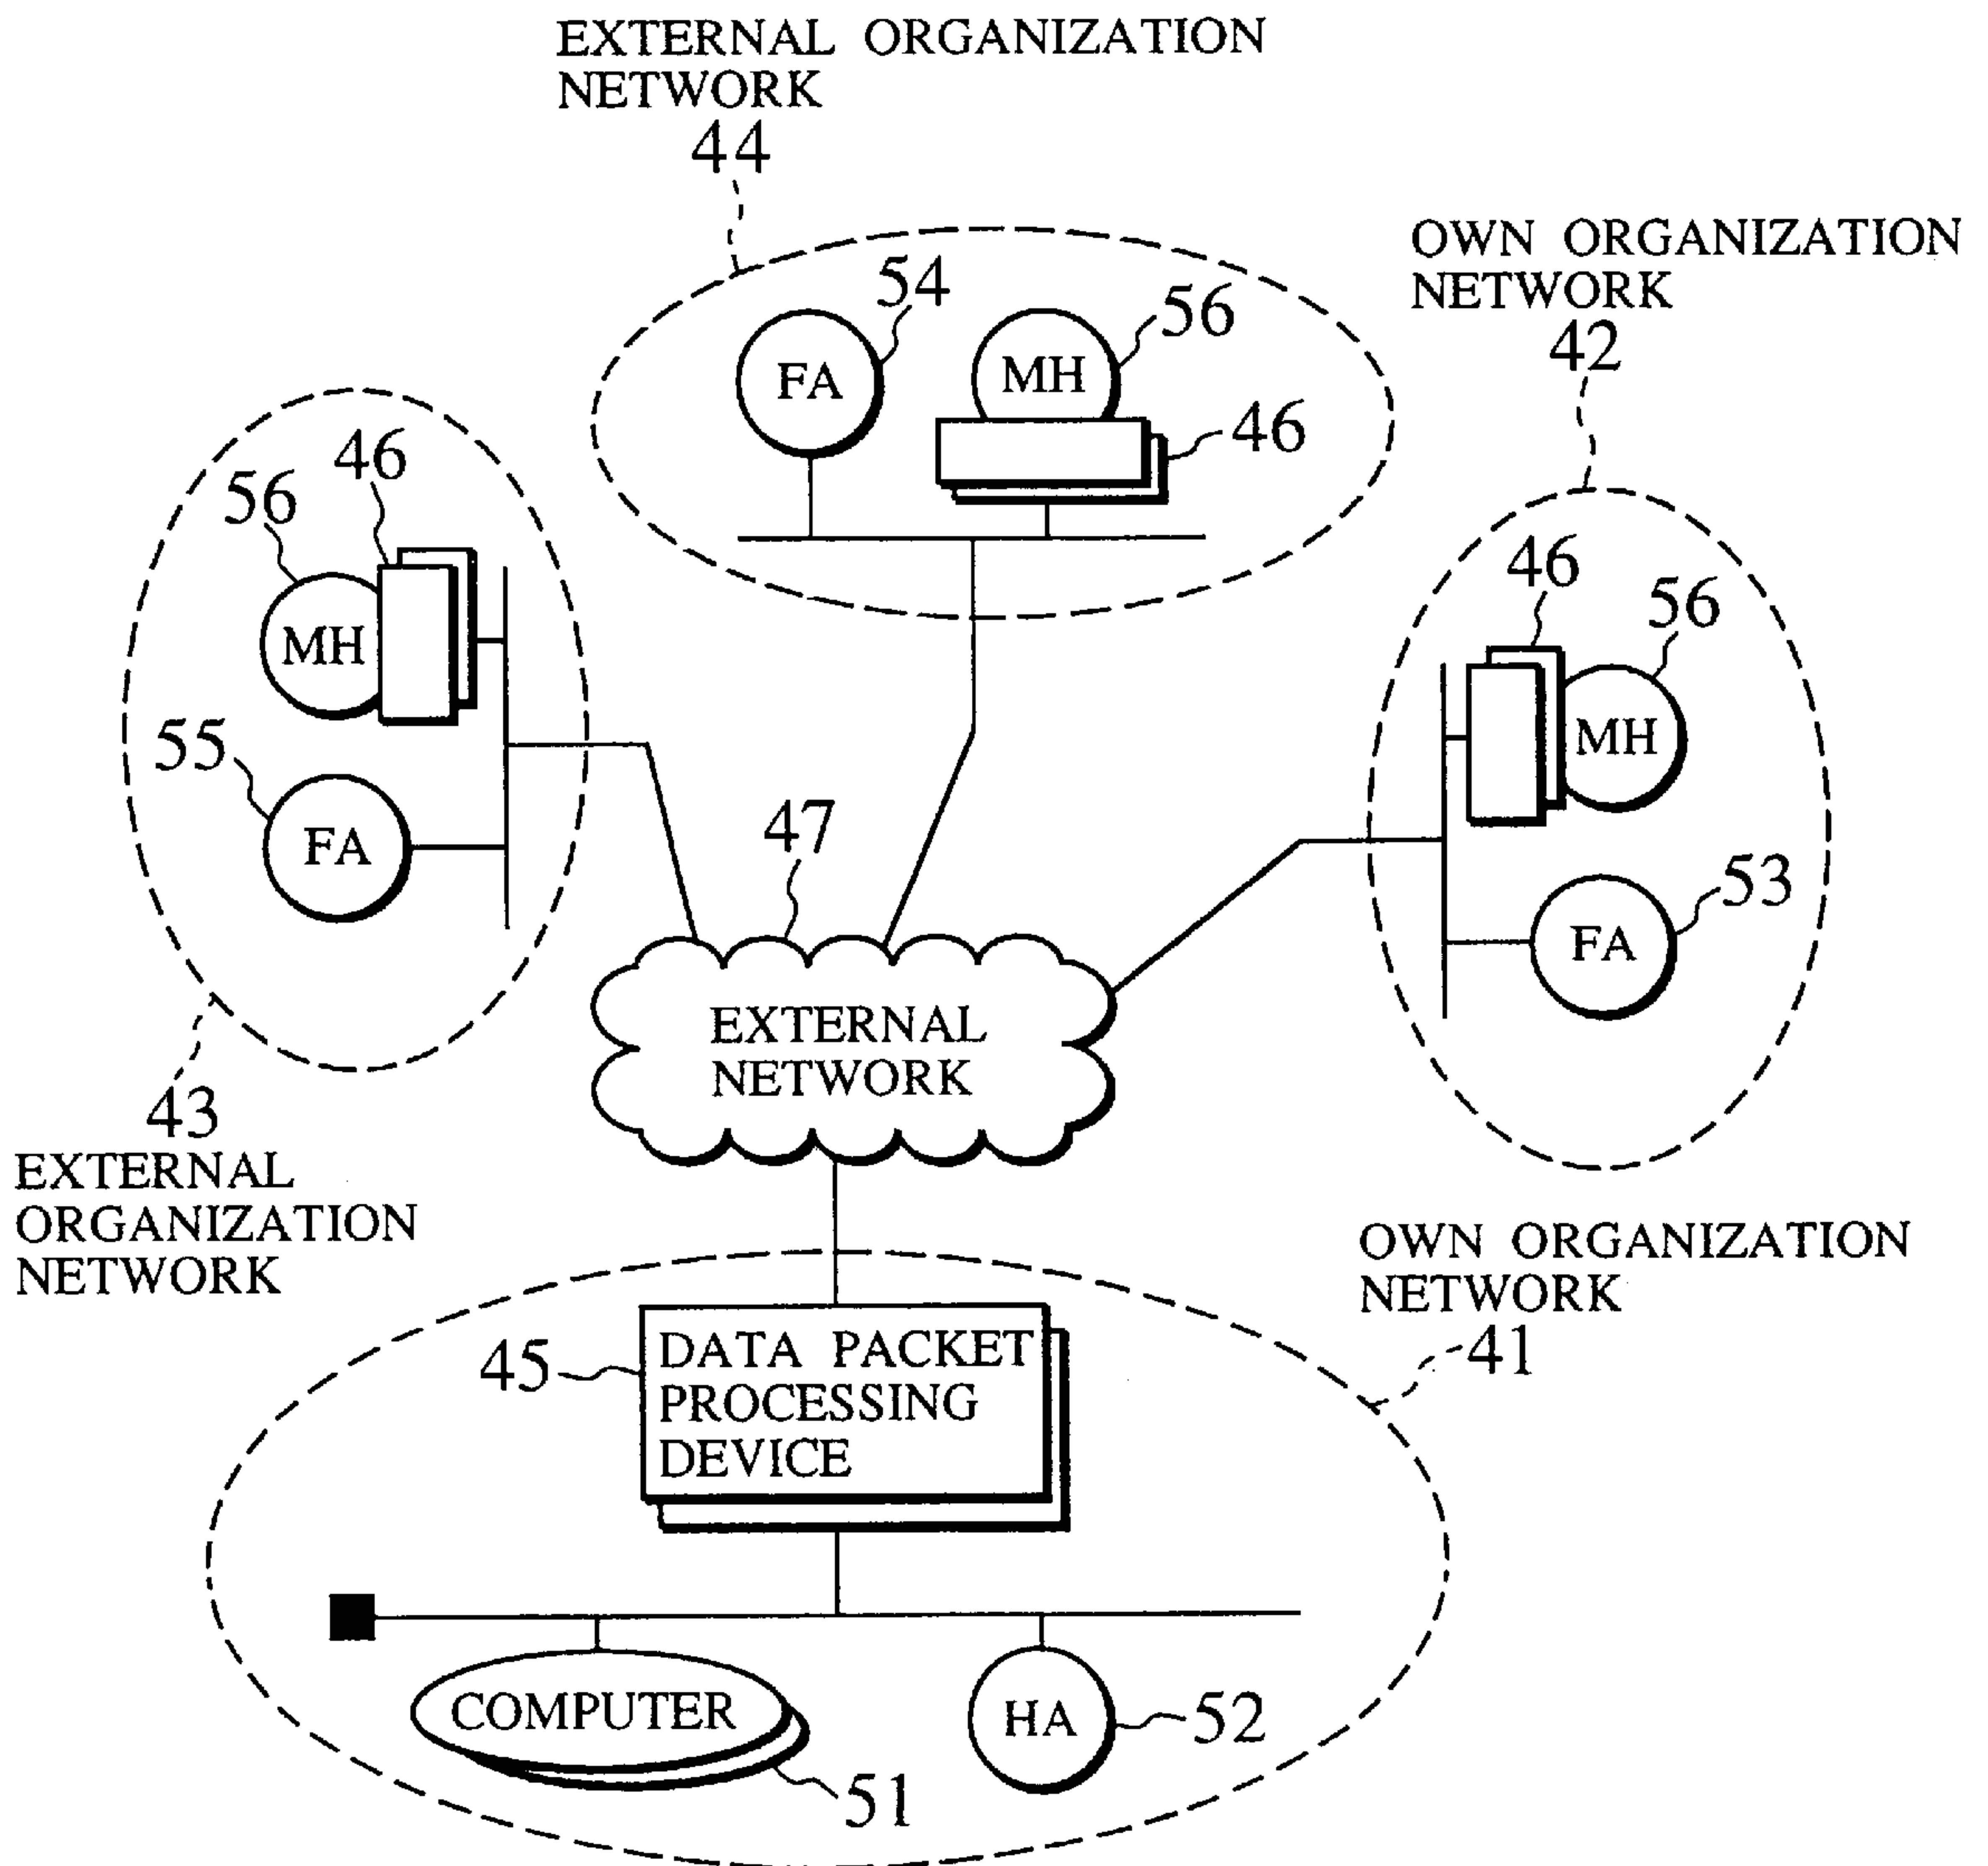 EXTERNAL ORGANIZATION
NETWORK
44
OWN ORGANIZATION
NETWORK
42
54
56
FA
MH
46
46
56
MH
55
FA
46
56
MH
53
FA
47
EXTERNAL
NETWORK
43
EXTERNAL
ORGANIZATION
NETWORK
OWN ORGANIZATION
NETWORK
41
45
DATA PACKET
PROCESSING
DEVICE
COMPUTER
51
HA
52